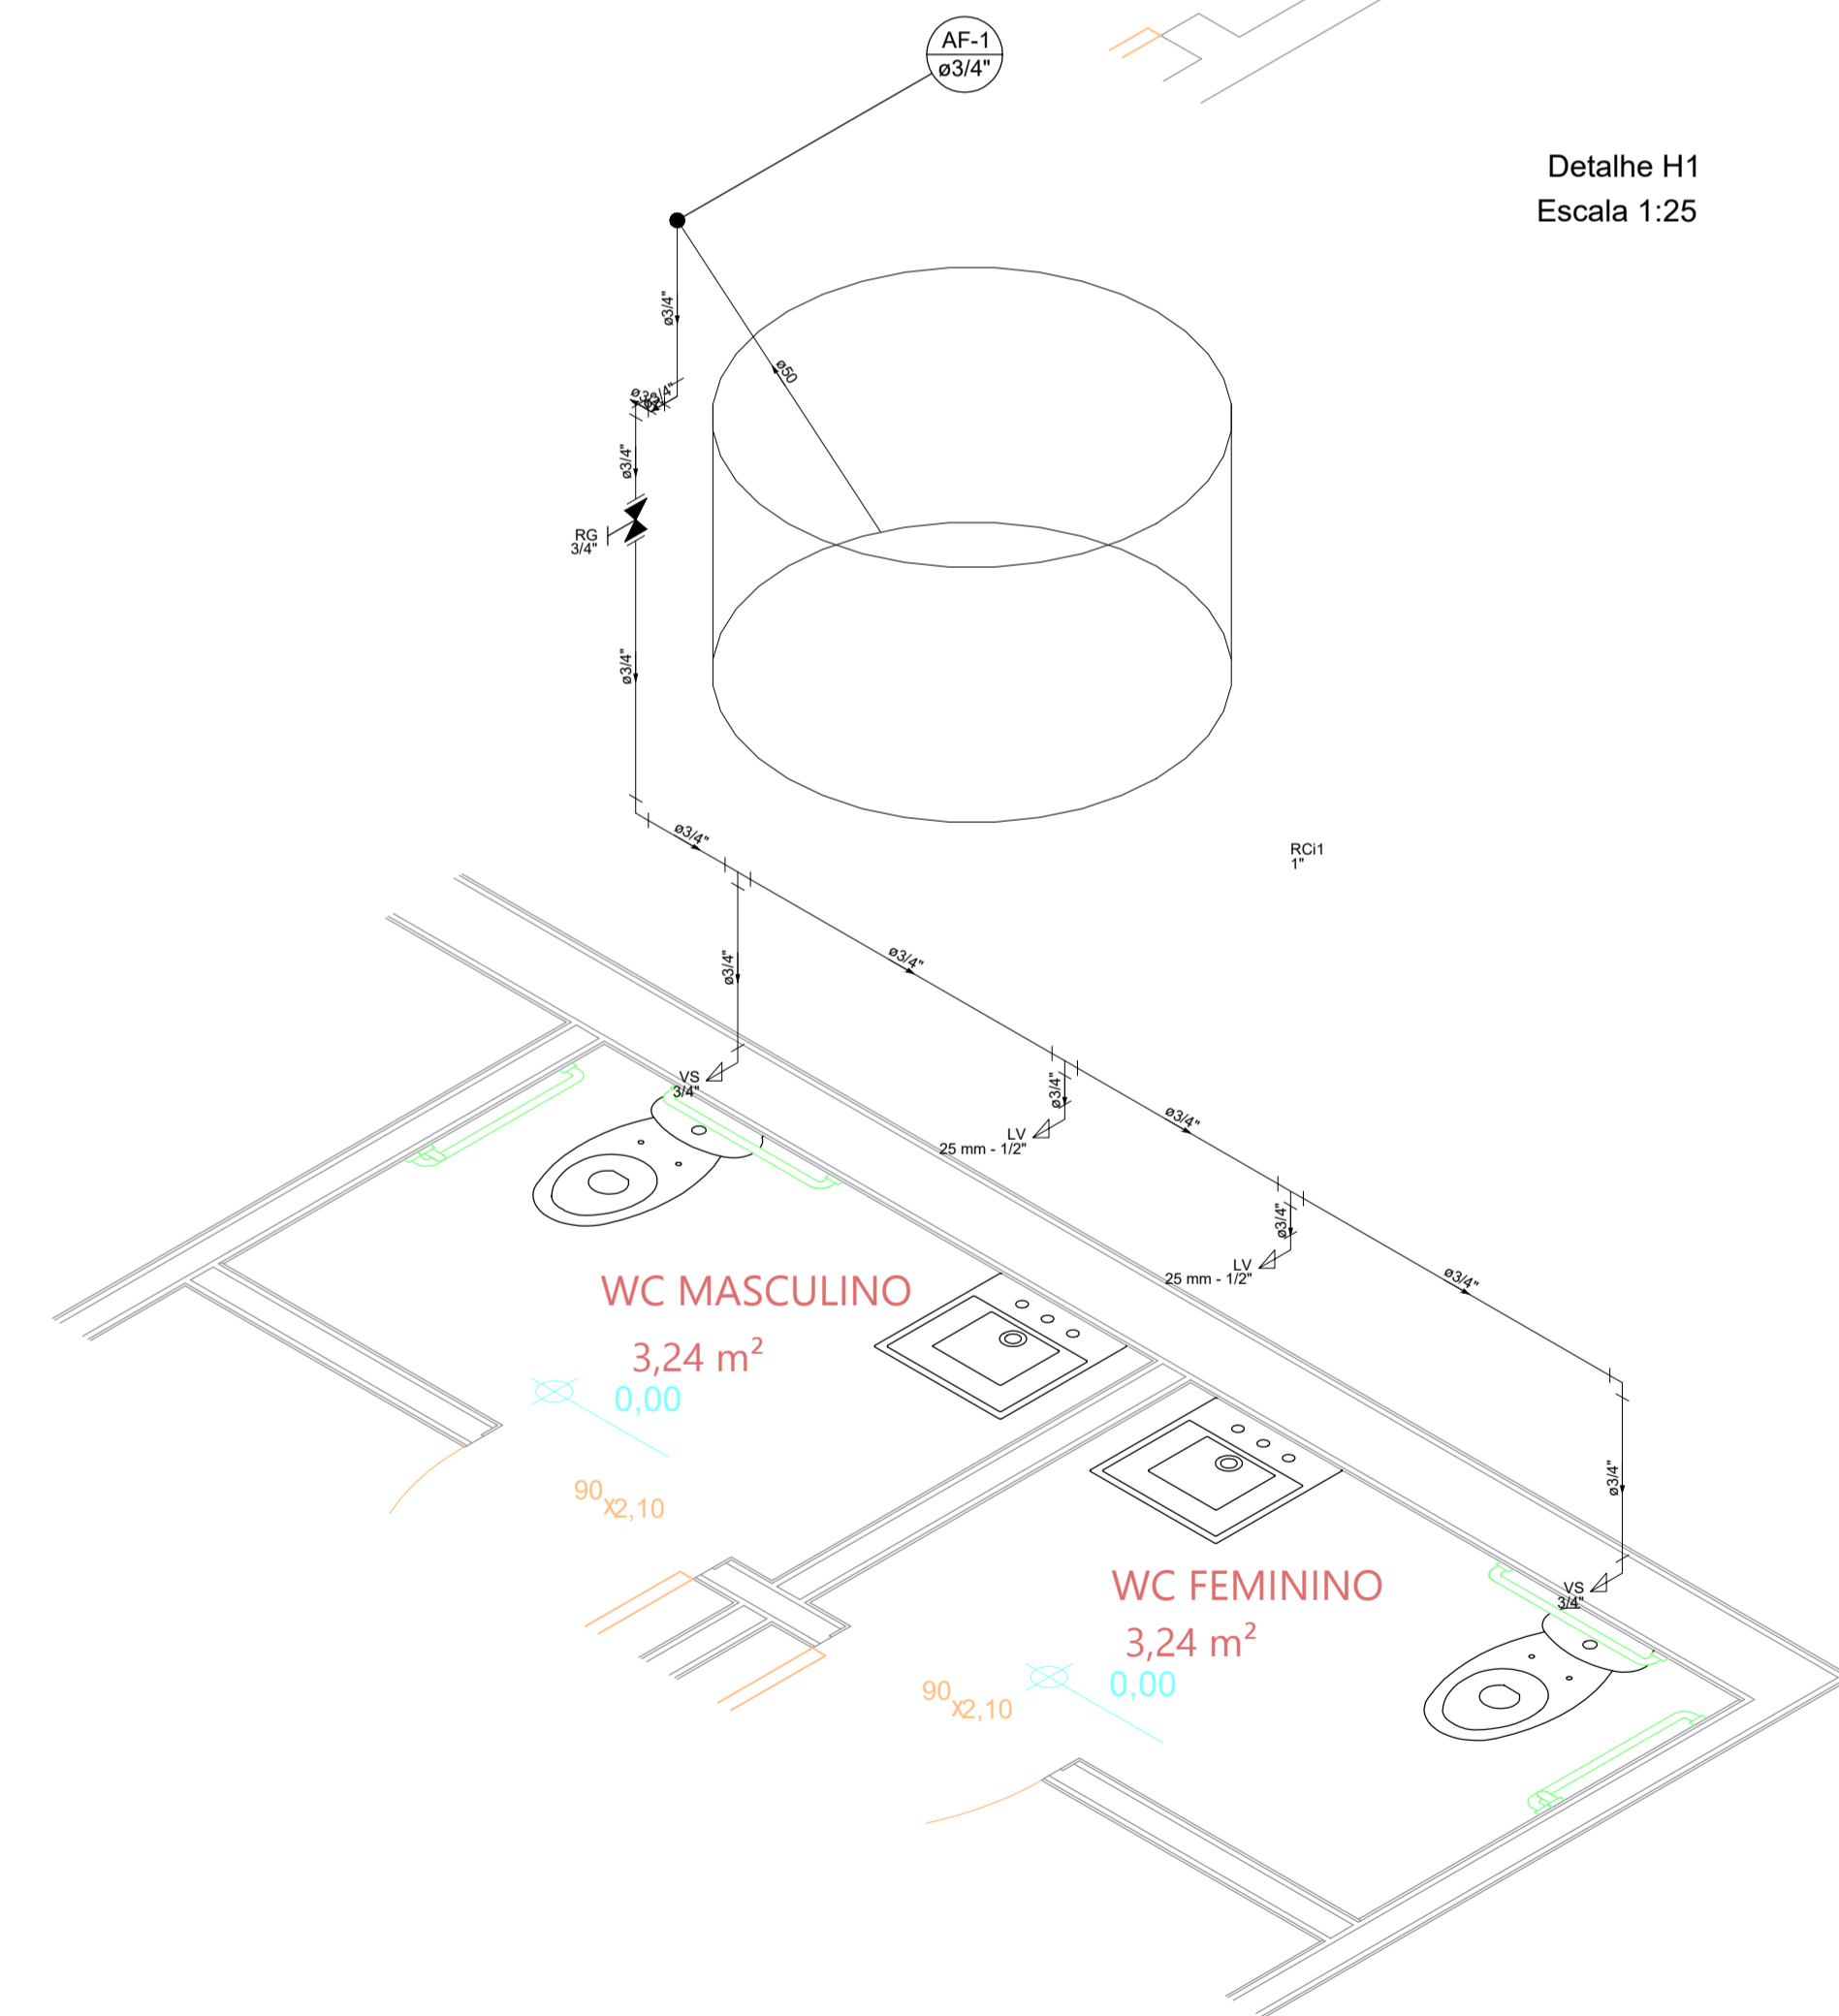 AF-1
ø3/4"
Detalhe H1
Escala 1:25
ø3/4"
ø50
ø3/4"
RG
3/4"
ø3/4"
ø3/4"
RCi1
1"
ø3/4"
ø3/4"
VS
3/4"
ø3/4"
LV
25 mm - 1/2"
ø3/4"
ø3/4"
LV
25 mm - 1/2"
ø3/4"
WC MASCULINO
3,24 m²
0,00
90
x2,10
ø3/4"
VS
3/4"
WC FEMININO
3,24 m²
0,00
90
x2,10